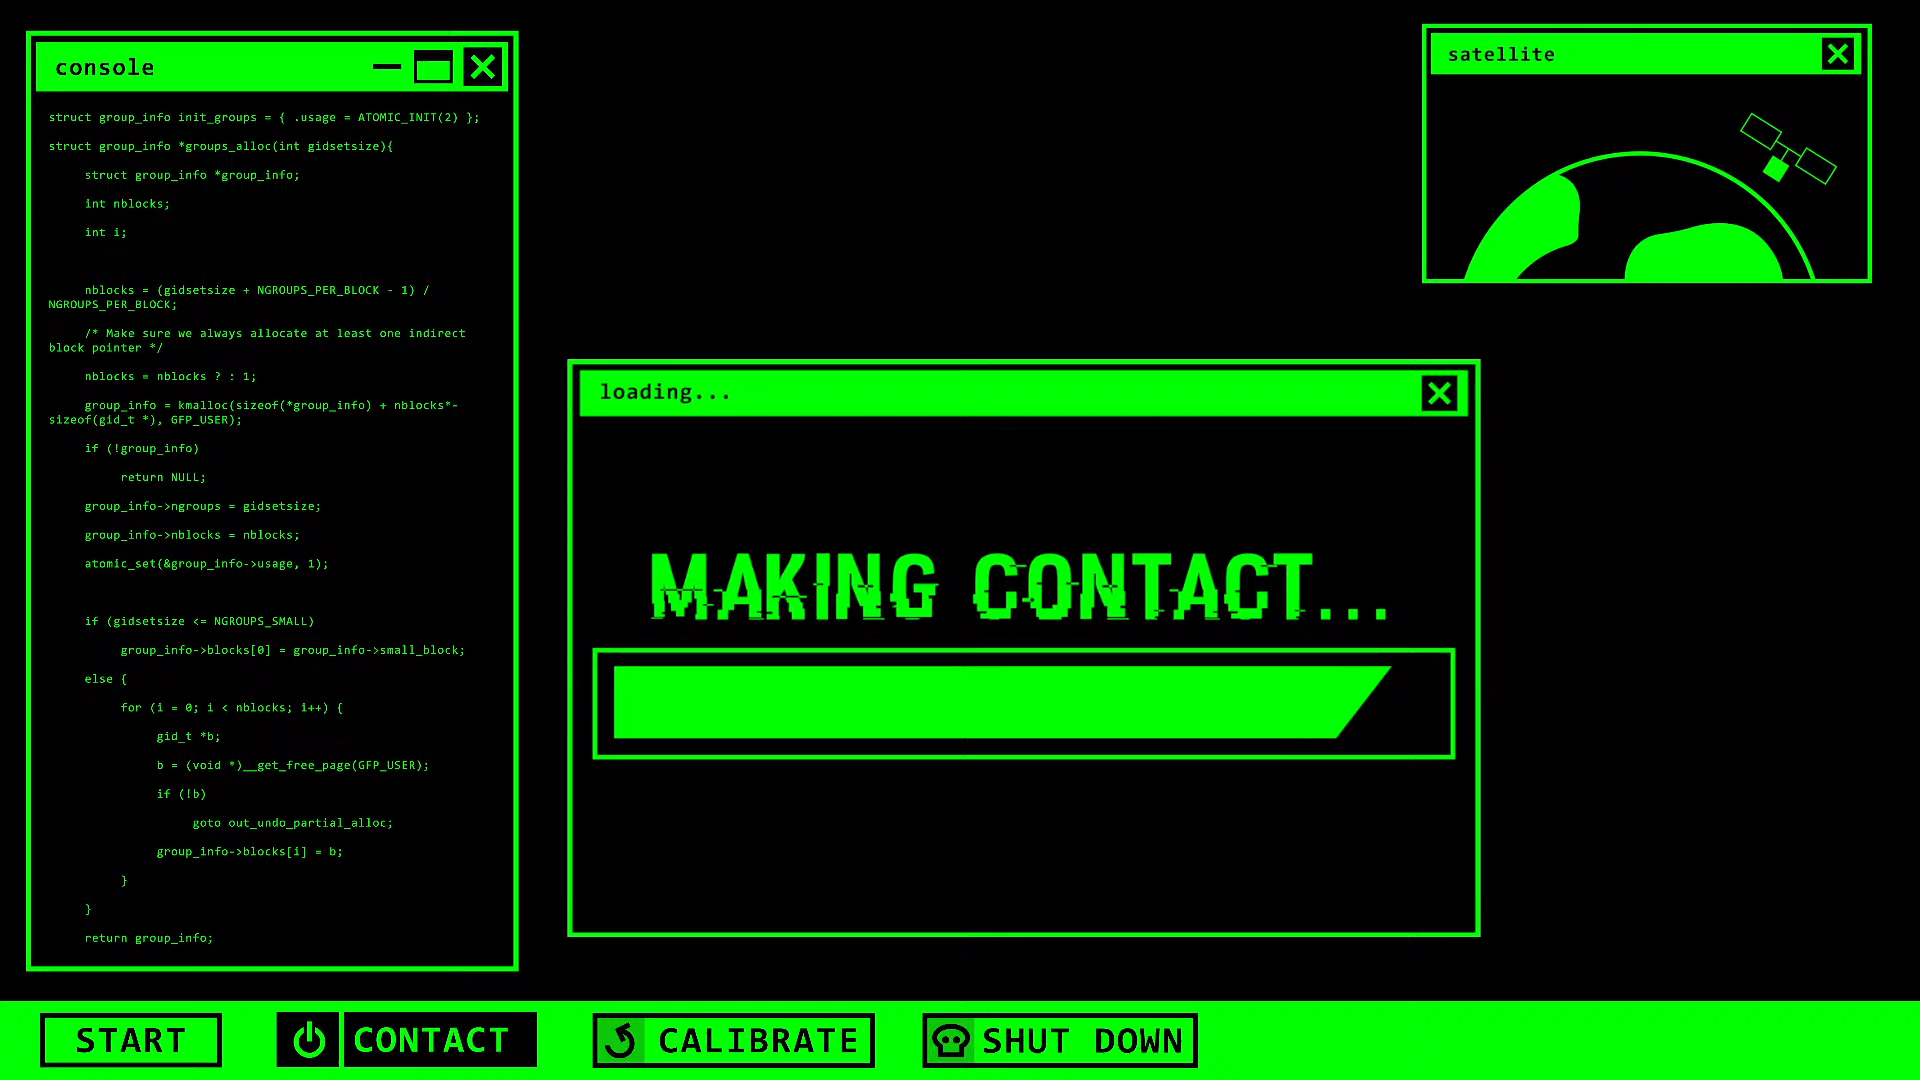 console
struct group_info init_groups = { .usage = ATOMIC_INIT(2) };
struct group_info *groups_alloc(int gidsetsize){
struct group_info *group_info;
int nblocks;
int i;
nblocks = (gidsetsize + NGROUPS_PER_BLOCK - 1) /
NGROUPS_PER_BLOCK;
/* Make sure we always allocate at least one indirect
block pointer */
nblocks = nblocks ? : 1;
group_info = kmalloc(sizeof(*group_info) + nblocks*-
sizeof(gid_t *), GFP_USER);
if (!group_info)
return NULL;
group_info->ngroups = gidsetsize;
group_info->nblocks = nblocks;
atomic_set(&group_info->usage, 1);
if (gidsetsize <= NGROUPS_SMALL)
group_info->blocks[0] = group_info->small_block;
else {
for (i = 0; i < nblocks; i++) {
gid_t *b;
b = (void *)__get_free_page(GFP_USER);
if (!b)
goto out_undo_partial_alloc;
group_info->blocks[i] = b;
}
}
return group_info;
satellite
loading...
MAKING CONTACT...
START
CONTACT
CALIBRATE
SHUT DOWN